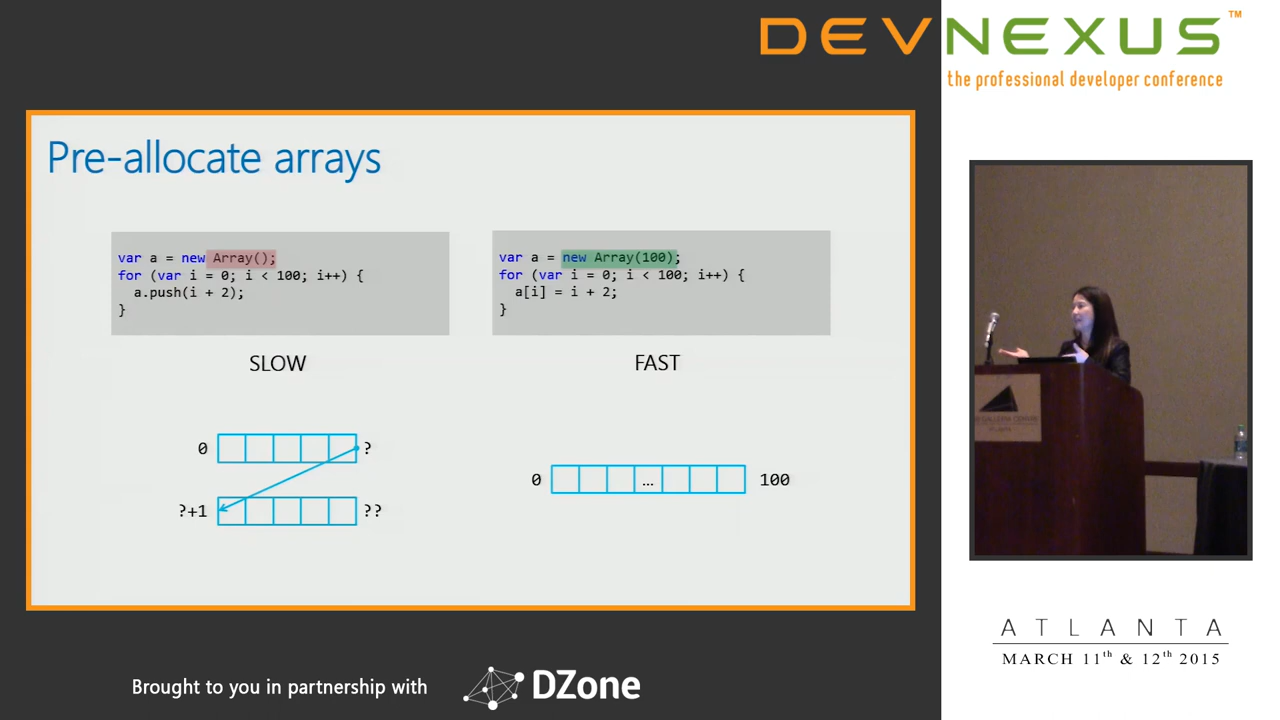 DEVNEXUS™
the professional developer conference
Pre-allocate arrays
var a = new Array();
for (var i = 0; i < 100; i++) {
a.push(i + 2);
}
SLOW
var a = new Array(100);
for (var i = 0; i < 100; i++) {
a[i] = i + 2;
}
FAST
0 ?
?+1 ??
0 ... 100
ATLANTA
MARCH 11th & 12th 2015
Brought to you in partnership with DZone